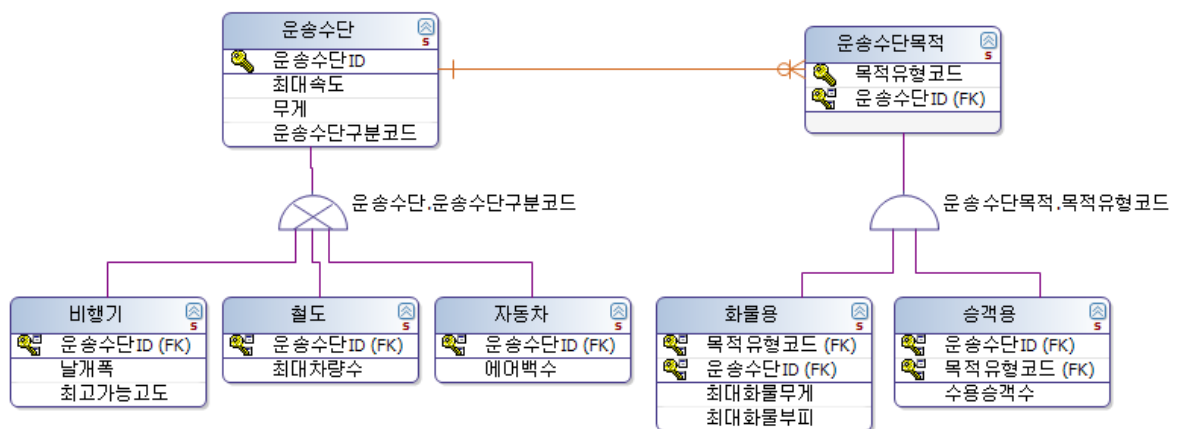 운송수단
S
운송수단ID
최대속도
무게
운송수단구분코드
운송수단목적
S
목적유형코드
운송수단ID (FK)
운송수단.운송수단구분코드
운송수단목적.목적유형코드
비행기
S
운송수단ID (FK)
날개폭
최고가능고도
철도
S
운송수단ID (FK)
최대차량수
자동차
S
운송수단ID (FK)
에어백수
화물용
S
목적유형코드 (FK)
운송수단ID (FK)
최대화물무게
최대화물부피
승객용
S
운송수단ID (FK)
목적유형코드 (FK)
수용승객수